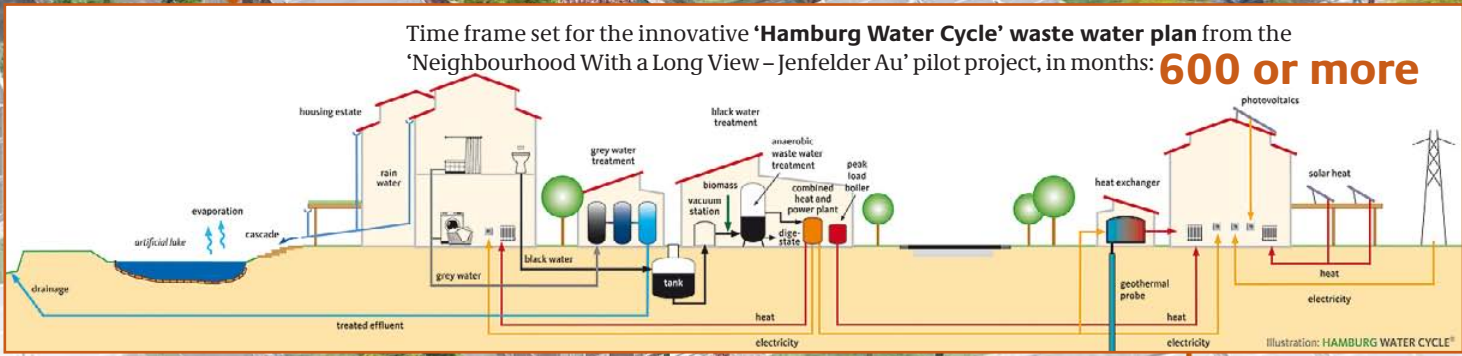 Time frame set for the innovative ‘Hamburg Water Cycle’ waste water plan from the
‘Neighbourhood With a Long View – Jenfelder Au’ pilot project, in months: 600 or more
housing estate
rain
water
evaporation
artificial lake
cascade
drainage
grey water
black water
treated effluent
grey water
treatment
tank
black water
treatment
biomass
vacuum
station
anaerobic
waste water
treatment
combined
heat and
power plant
dige-
state
peak
load
boiler
heat
electricity
heat exchanger
geothermal
probe
photovoltaics
solar heat
heat
electricity
heat
electricity
Illustration: HAMBURG WATER CYCLE®